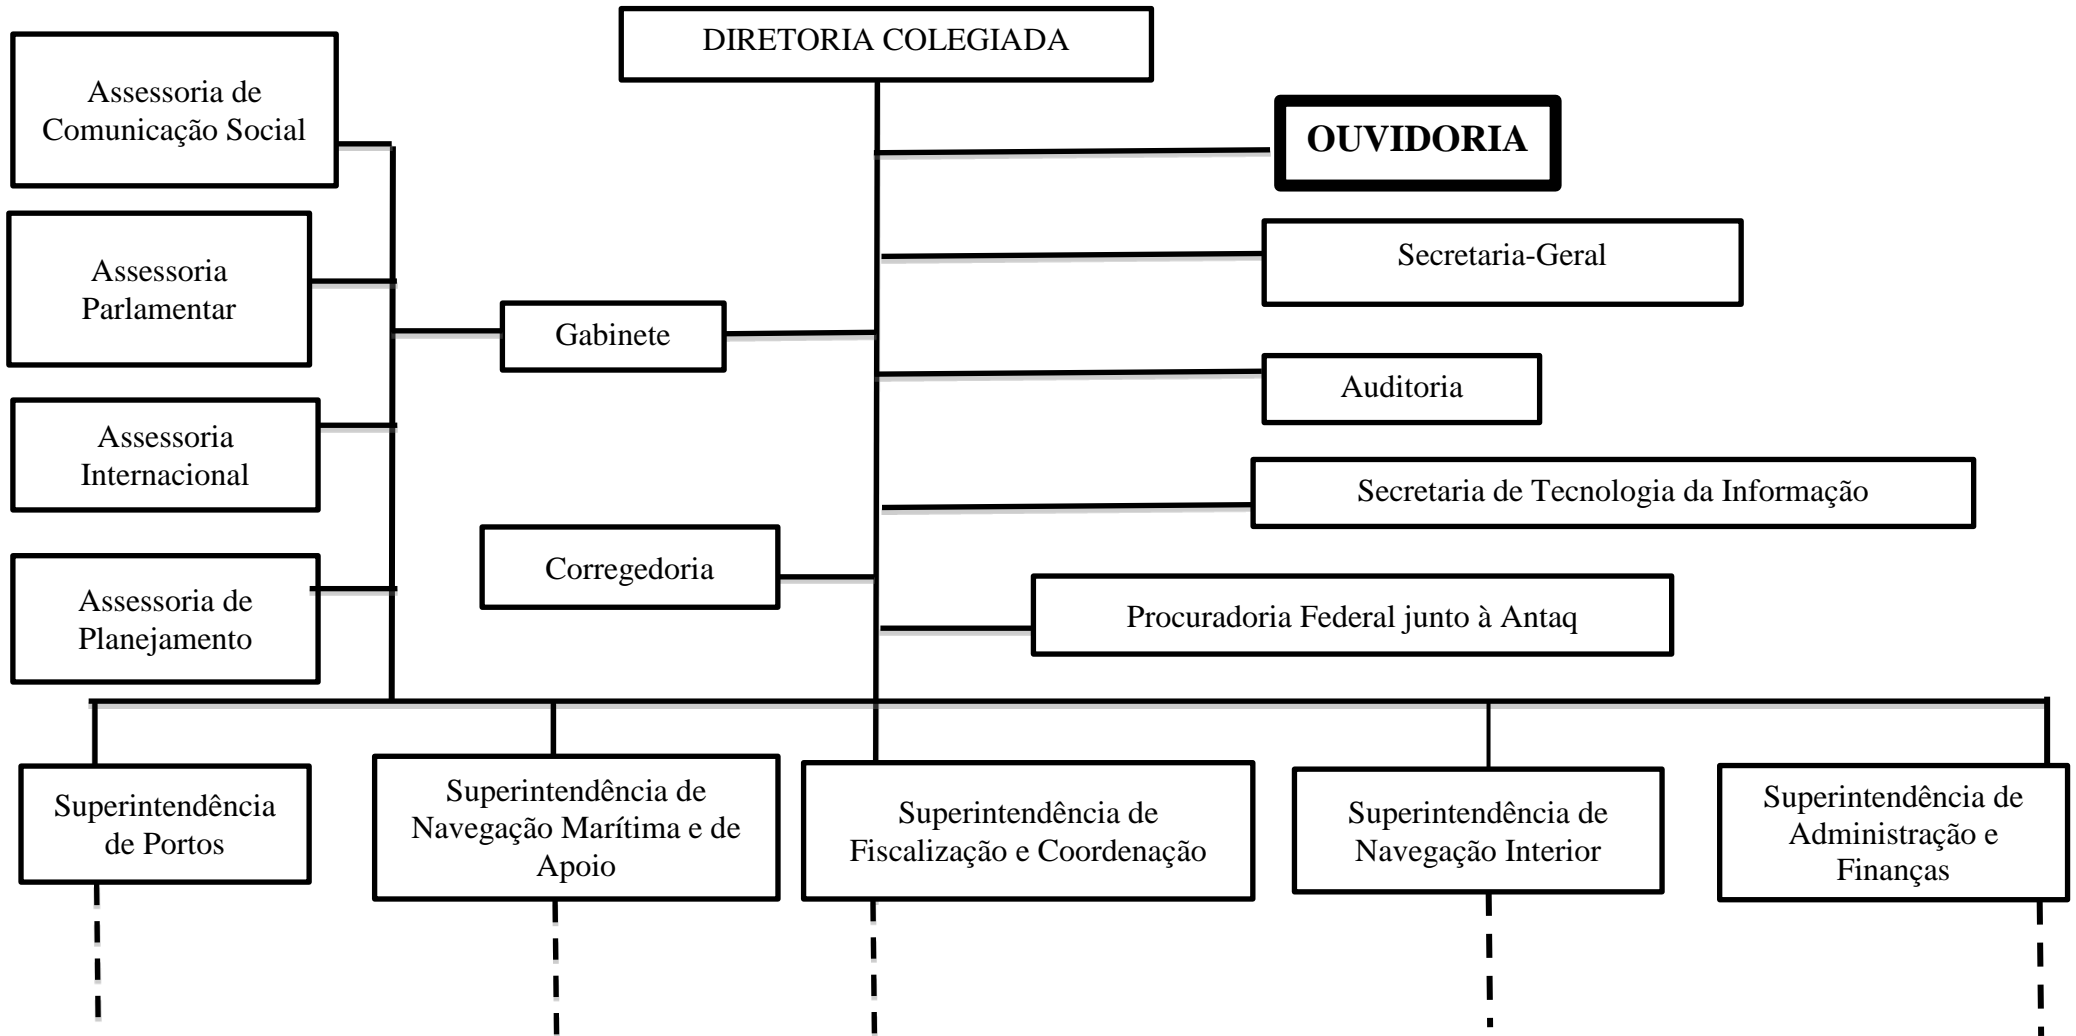 DIRETORIA COLEGIADA
Assessoria de
Comunicação Social
OUVIDORIA
Assessoria
Parlamentar
Secretaria-Geral
Gabinete
Auditoria
Assessoria
Internacional
Secretaria de Tecnologia da Informação
Corregedoria
Assessoria de
Planejamento
Procuradoria Federal junto à Antaq
Superintendência
de Portos
Superintendência de
Navegação Marítima e de
Apoio
Superintendência de
Fiscalização e Coordenação
Superintendência de
Navegação Interior
Superintendência de
Administração e
Finanças